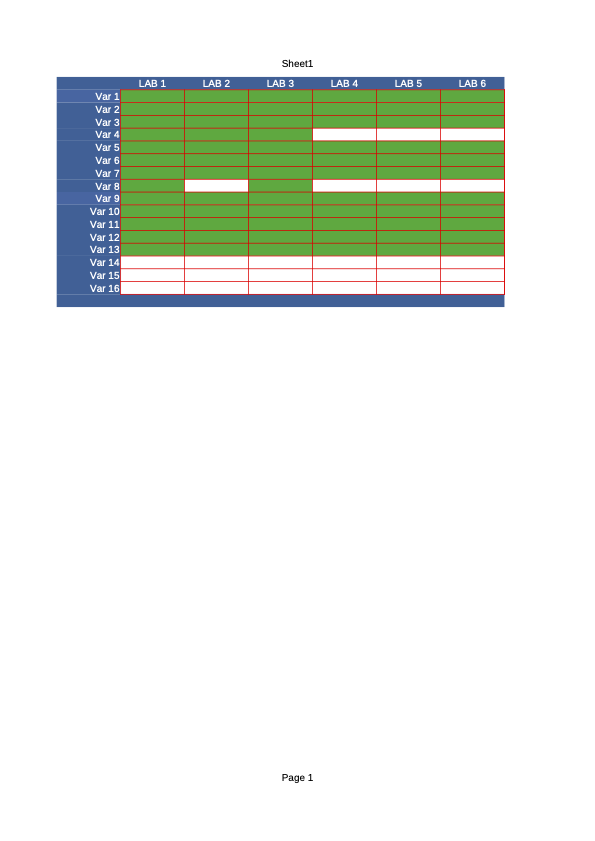 Sheet1
LAB 1 LAB 2 LAB 3 LAB 4 LAB 5 LAB 6
Var 1
Var 2
Var 3
Var 4
Var 5
Var 6
Var 7
Var 8
Var 9
Var 10
Var 11
Var 12
Var 13
Var 14
Var 15
Var 16
Page 1